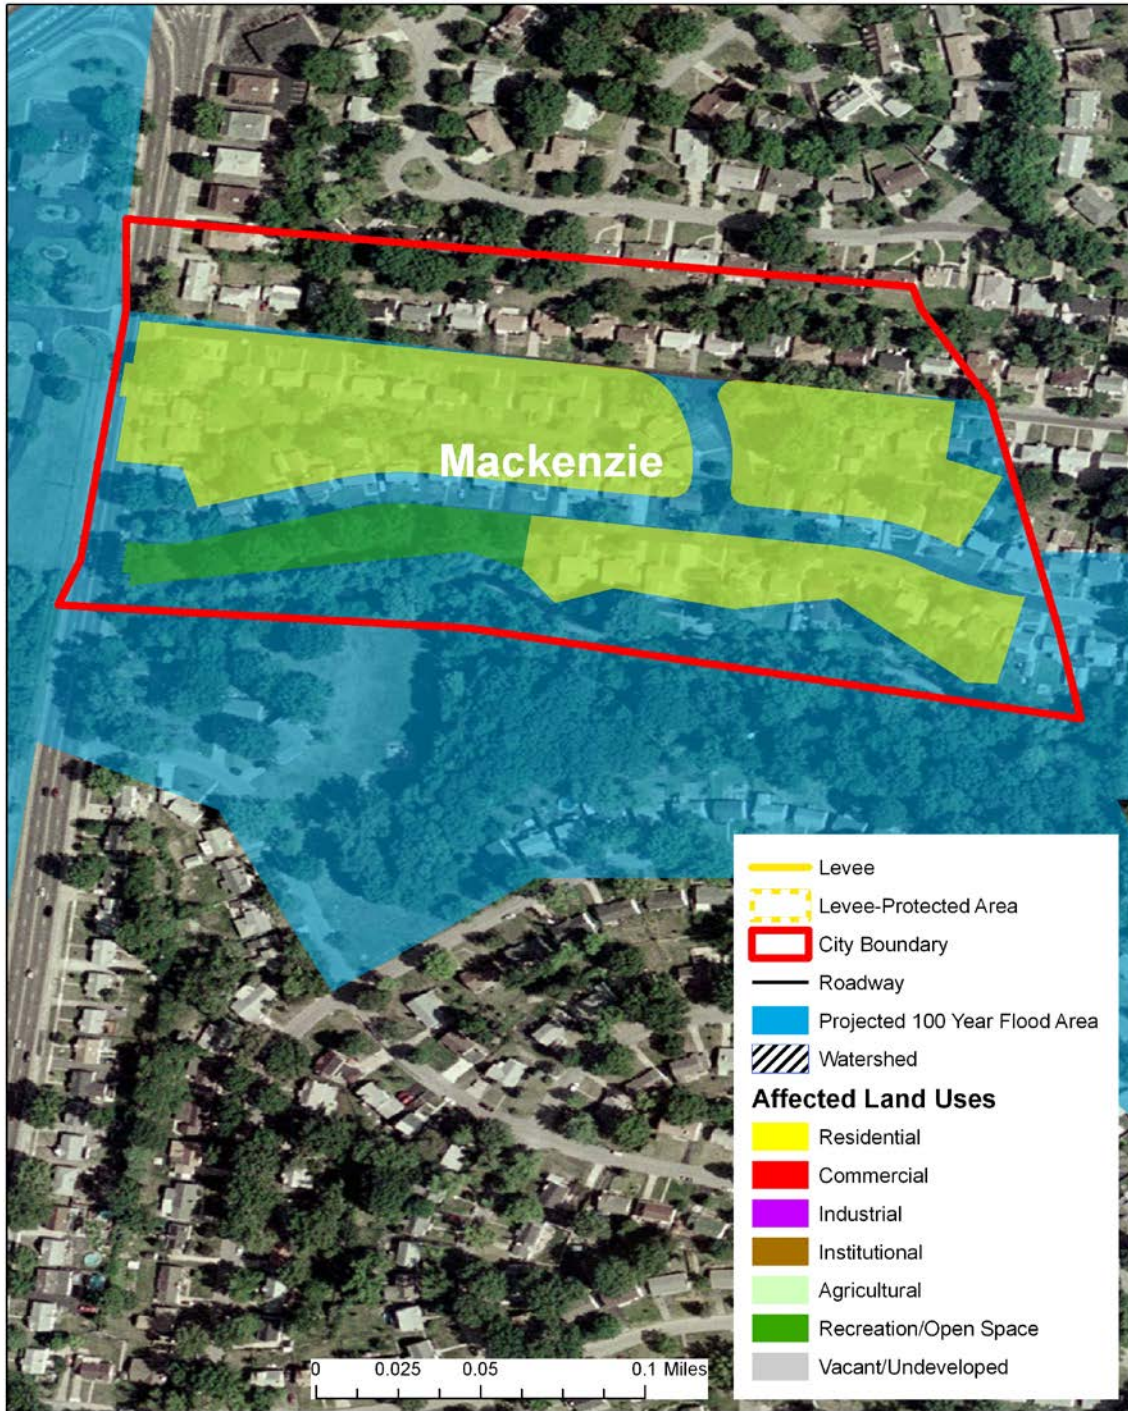 Mackenzie
Levee
Levee-Protected Area
City Boundary
Roadway
Projected 100 Year Flood Area
Watershed
Affected Land Uses
Residential
Commercial
Industrial
Institutional
Agricultural
Recreation/Open Space
Vacant/Undeveloped
0 0.025 0.05 0.1 Miles